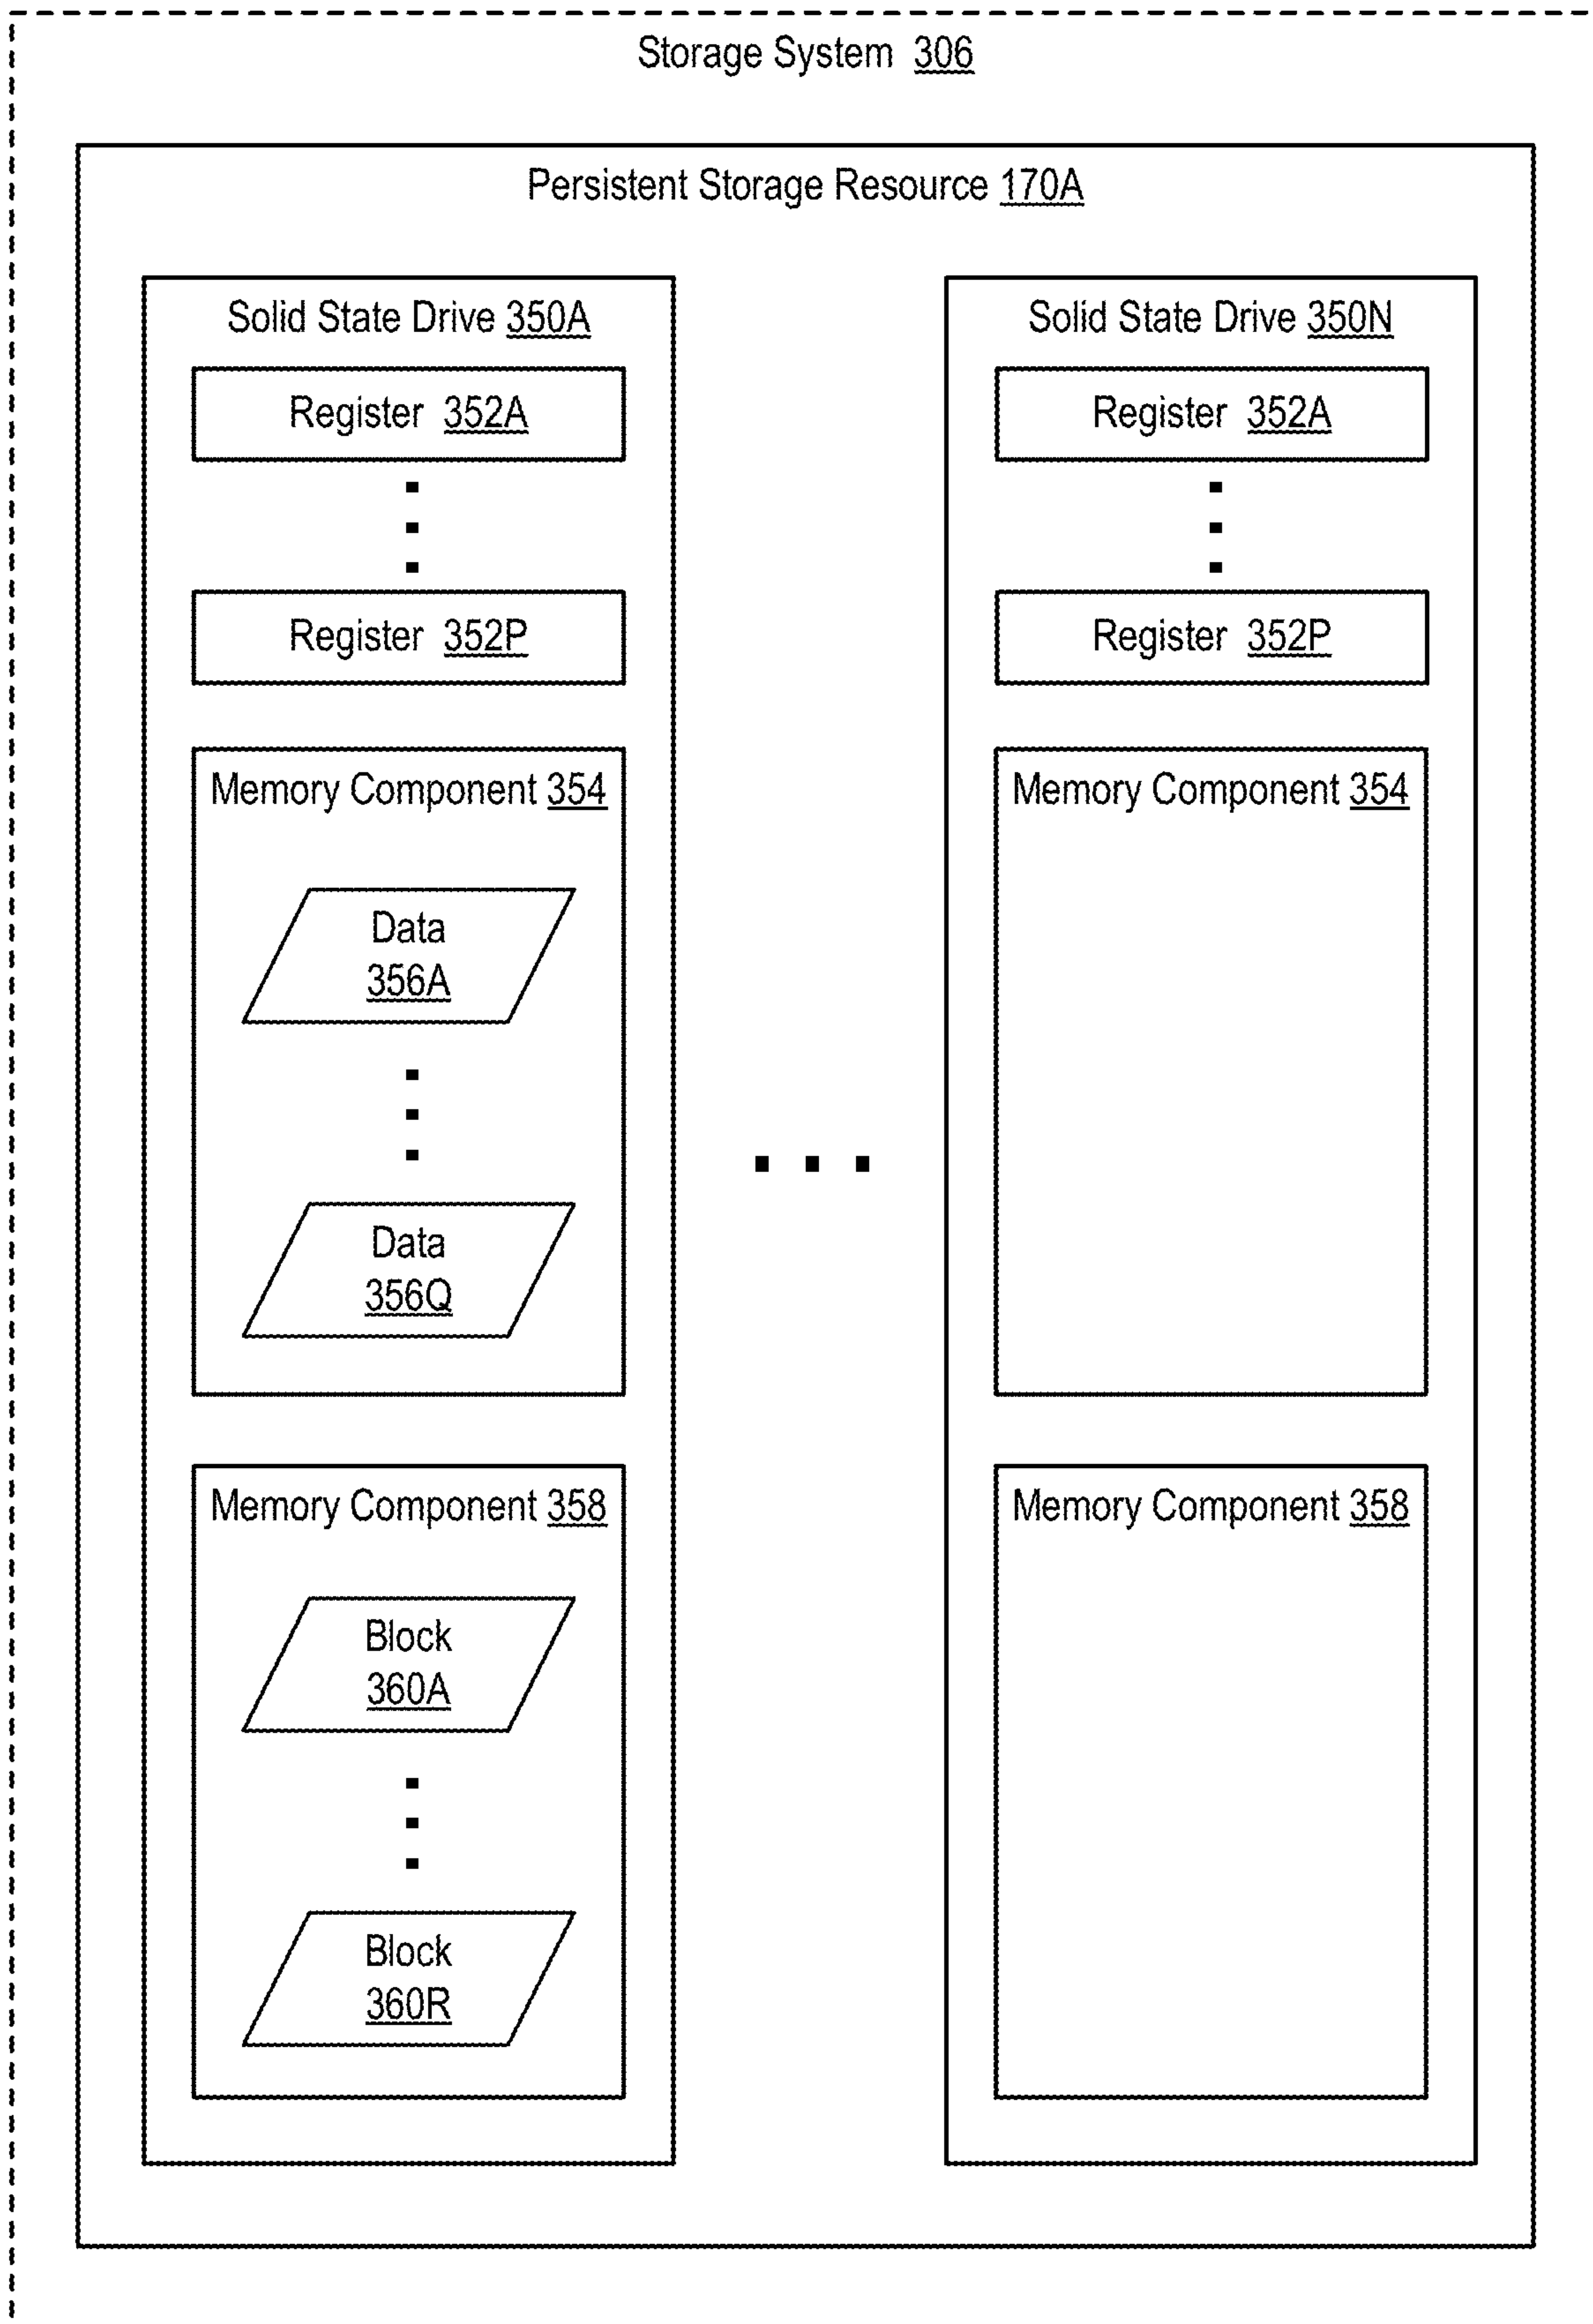 Storage System 306
Persistent Storage Resource 170A
Solid State Drive 350A
Register 352A
Register 352P
Memory Component 354
Data
356A
Data
356Q
Memory Component 358
Block
360A
Block
360R
Solid State Drive 350N
Register 352A
Register 352P
Memory Component 354
Memory Component 358